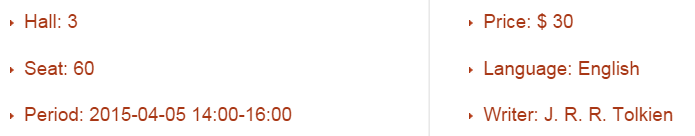 Hall: 3
Seat: 60
Period: 2015-04-05 14:00-16:00
Price: $ 30
Language: English
Writer: J. R. R. Tolkien